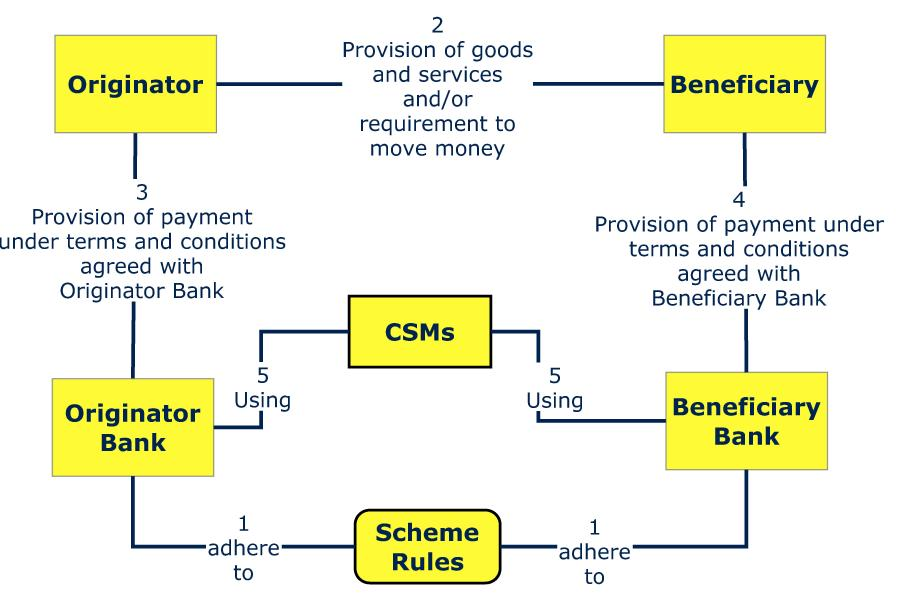 2
Provision of goods
and services
and/or
requirement to
move money
Originator
Beneficiary
3
Provision of payment
under terms and conditions
agreed with
Originator Bank
4
Provision of payment under
terms and conditions
agreed with
Beneficiary Bank
CSMs
5
Using
5
Using
Originator
Bank
Beneficiary
Bank
1
adhere
to
Scheme
Rules
1
adhere
to